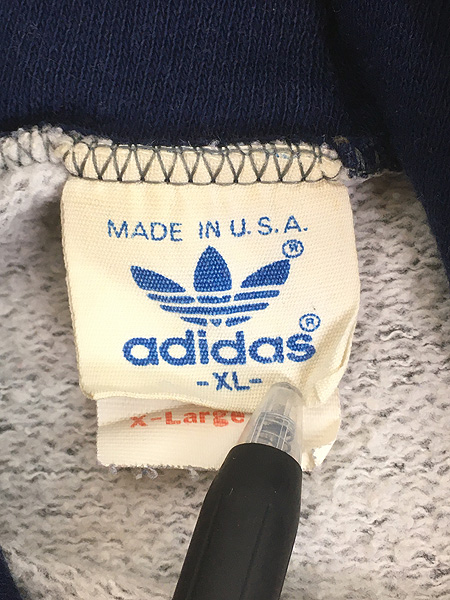 MADE IN U.S.A.
®
adidas®
-XL-
x-Large